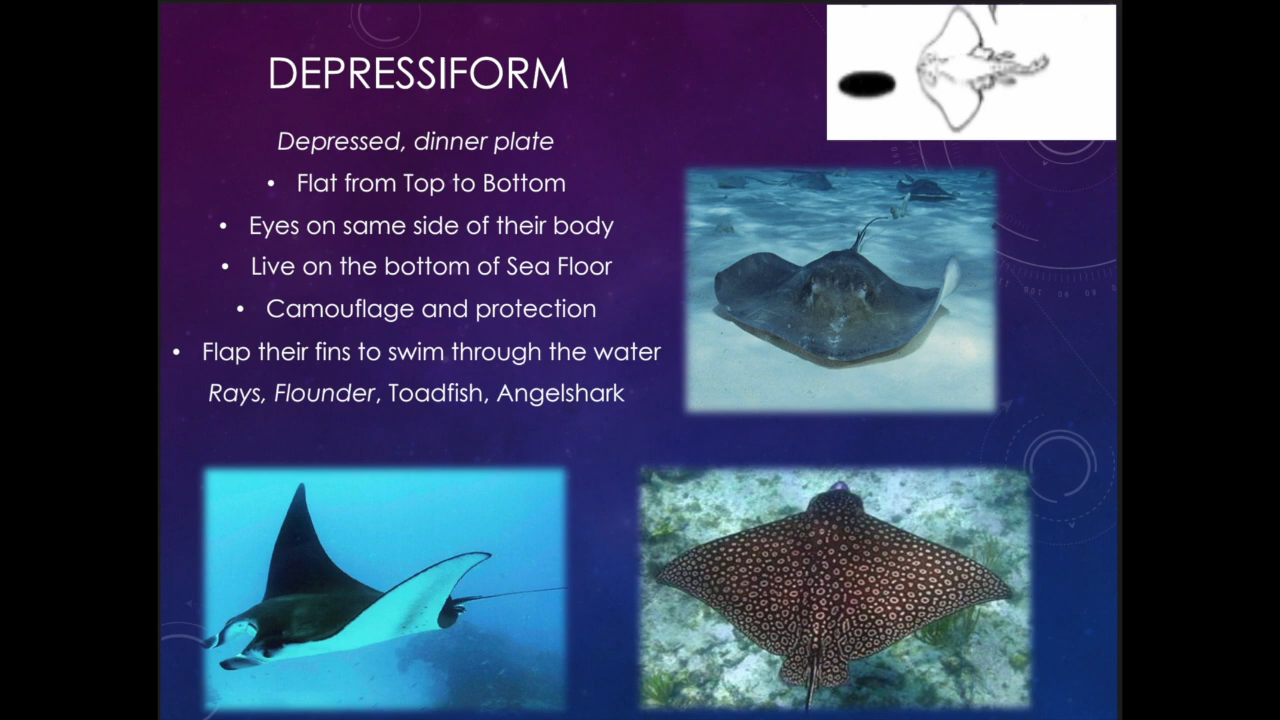 DEPRESSIFORM
Depressed, dinner plate
• Flat from Top to Bottom
• Eyes on same side of their body
• Live on the bottom of Sea Floor
• Camouflage and protection
• Flap their fins to swim through the water
Rays, Flounder, Toadfish, Angelshark